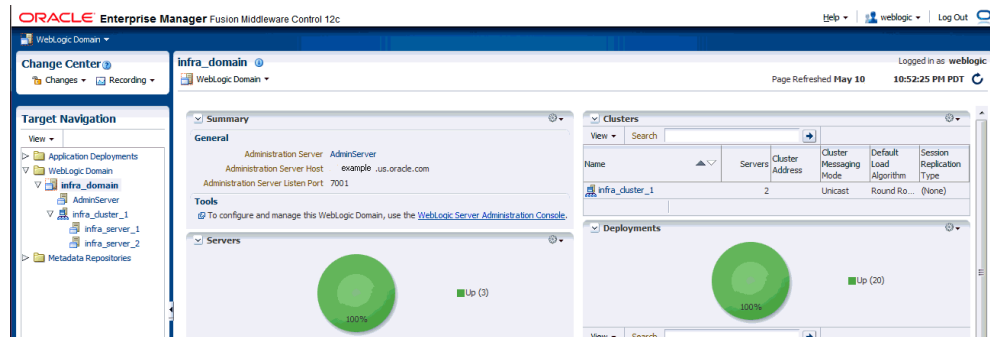 ORACLE Enterprise Manager Fusion Middleware Control 12c
Help weblogic Log Out
WebLogic Domain
Change Center
Changes Recording
infra_domain
Logged in as weblogic
WebLogic Domain
Page Refreshed May 10 10:52:25 PM PDT
Target Navigation
View
Application Deployments
WebLogic Domain
infra_domain
AdminServer
infra_cluster_1
infra_server_1
infra_server_2
Metadata Repositories
Summary
General
Administration Server AdminServer
Administration Server Host example .us.oracle.com
Administration Server Listen Port 7001
Tools
To configure and manage this WebLogic Domain, use the WebLogic Server Administration Console.
Servers
Up (3)
100%
Clusters
View Search
Name Servers Cluster Address Cluster Messaging Mode Default Load Algorithm Session Replication Type
infra_cluster_1 2 Unicast Round Ro... (None)
Deployments
Up (20)
100%
View Search